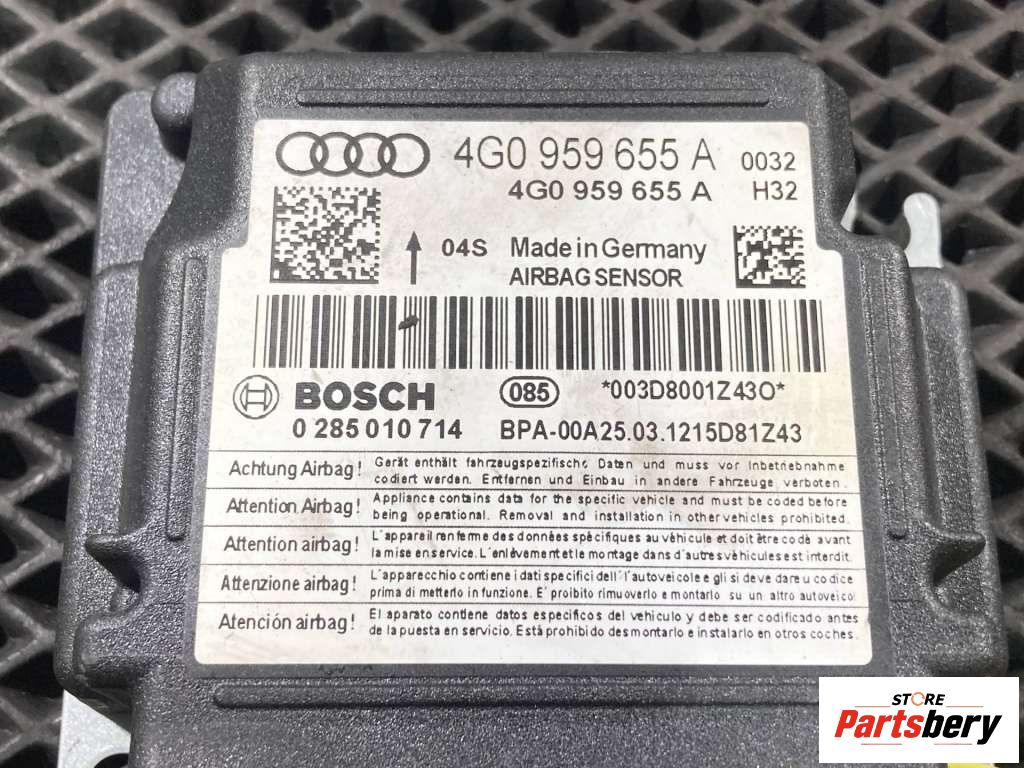 4G0 959 655 A 0032
4G0 959 655 A H32
04S Made in Germany
AIRBAG SENSOR
BOSCH 085 *003D8001Z43O*
0 285 010 714 BPA-00A25.03.1215D81Z43
Achtung Airbag! Gerät enthält fahrzeugspezifische Daten und muss vor Inbetriebnahme
codiert werden. Entfernen und Einbau in andere Fahrzeuge verboten.
Attention Airbag! Appliance contains data for the specific vehicle and must be coded before
being operational. Removal and installation in other vehicles prohibited.
Attention airbag! L'appareil renferme des données spécifiques au véhicule et doit être codé avant
la mise en service. L'enlévement et le montage dans d'autres véhicules est interdit.
Attenzione airbag! L'apparecchio contiene i dati specifici dell'l'autoveicolo e gli si deve dare u codice
prima di metterlo in funzione. E' proibito rimuoverlo e montarlo su un altro autoveicol
Atención airbag! El aparato contiene datos especificos del vehiculo y debe ser codificado antes
de la puesta en servicio. Está prohibido desmontarlo e instalarlo en otros coches.
STORE
Partsbery